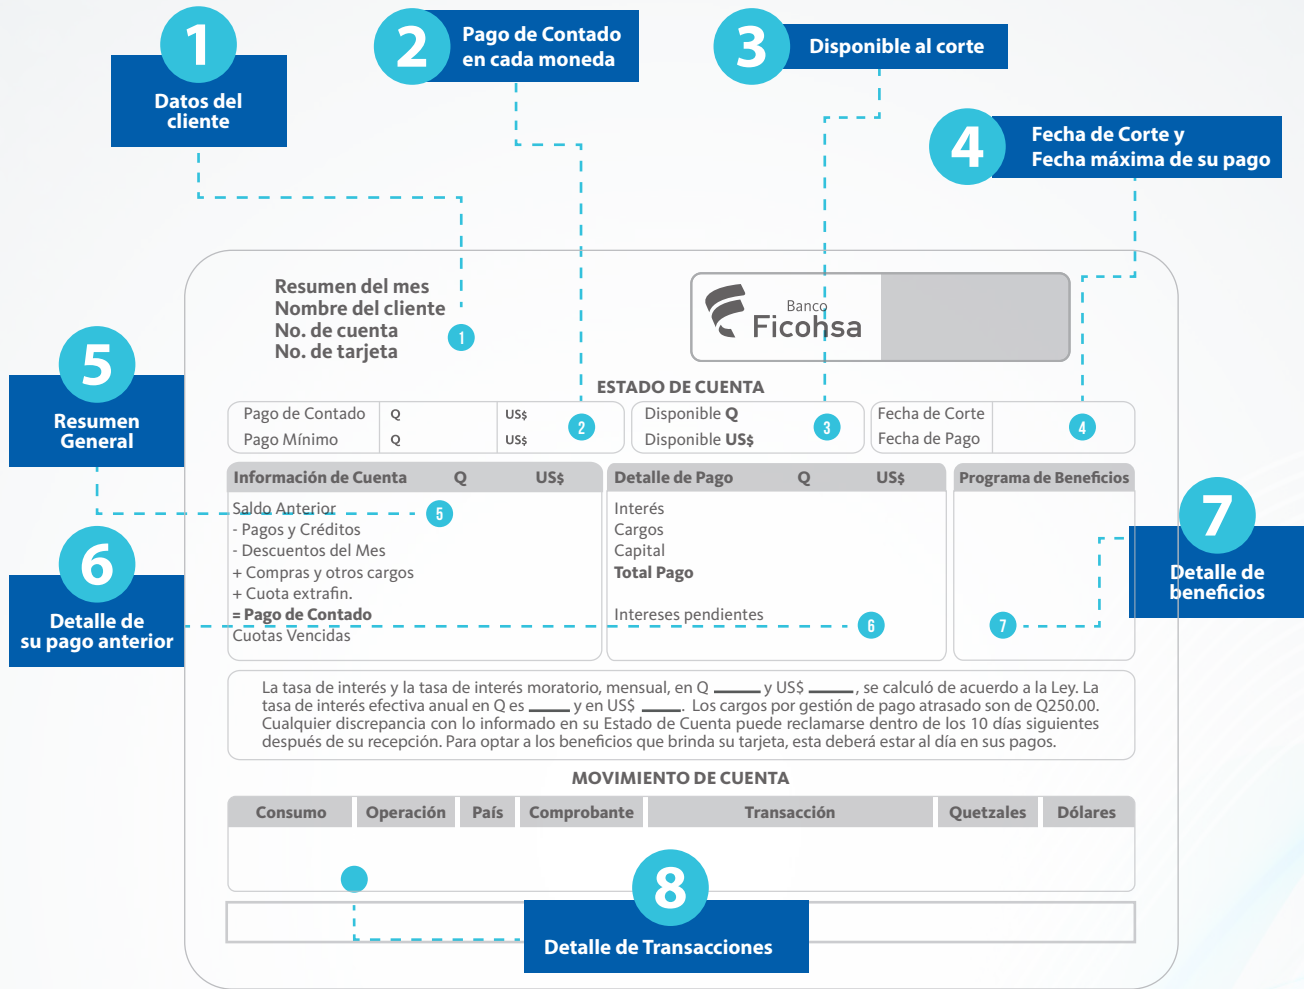 1
Datos del
cliente
2
Pago de Contado
en cada moneda
3
Disponible al corte
4
Fecha de Corte y
Fecha máxima de su pago
Resumen del mes
Nombre del cliente
No. de cuenta
No. de tarjeta
1
Banco
Ficohsa
5
Resumen
General
ESTADO DE CUENTA
Pago de Contado Q US$
Pago Mínimo Q US$
2
Disponible Q
Disponible US$
3
Fecha de Corte
Fecha de Pago
4
Información de Cuenta Q US$
Saldo Anterior
5
- Pagos y Créditos
- Descuentos del Mes
+ Compras y otros cargos
+ Cuota extrafin.
= Pago de Contado
Cuotas Vencidas
Detalle de Pago Q US$
Interés
Cargos
Capital
Total Pago
Intereses pendientes
6
Programa de Beneficios
7
6
Detalle de
su pago anterior
7
Detalle de
beneficios
La tasa de interés y la tasa de interés moratorio, mensual, en Q _____ y US$ _____, se calculó de acuerdo a la Ley. La
tasa de interés efectiva anual en Q es _____ y en US$ _____. Los cargos por gestión de pago atrasado son de Q250.00.
Cualquier discrepancia con lo informado en su Estado de Cuenta puede reclamarse dentro de los 10 días siguientes
después de su recepción. Para optar a los beneficios que brinda su tarjeta, esta deberá estar al día en sus pagos.
MOVIMIENTO DE CUENTA
Consumo Operación País Comprobante Transacción Quetzales Dólares
8
Detalle de Transacciones